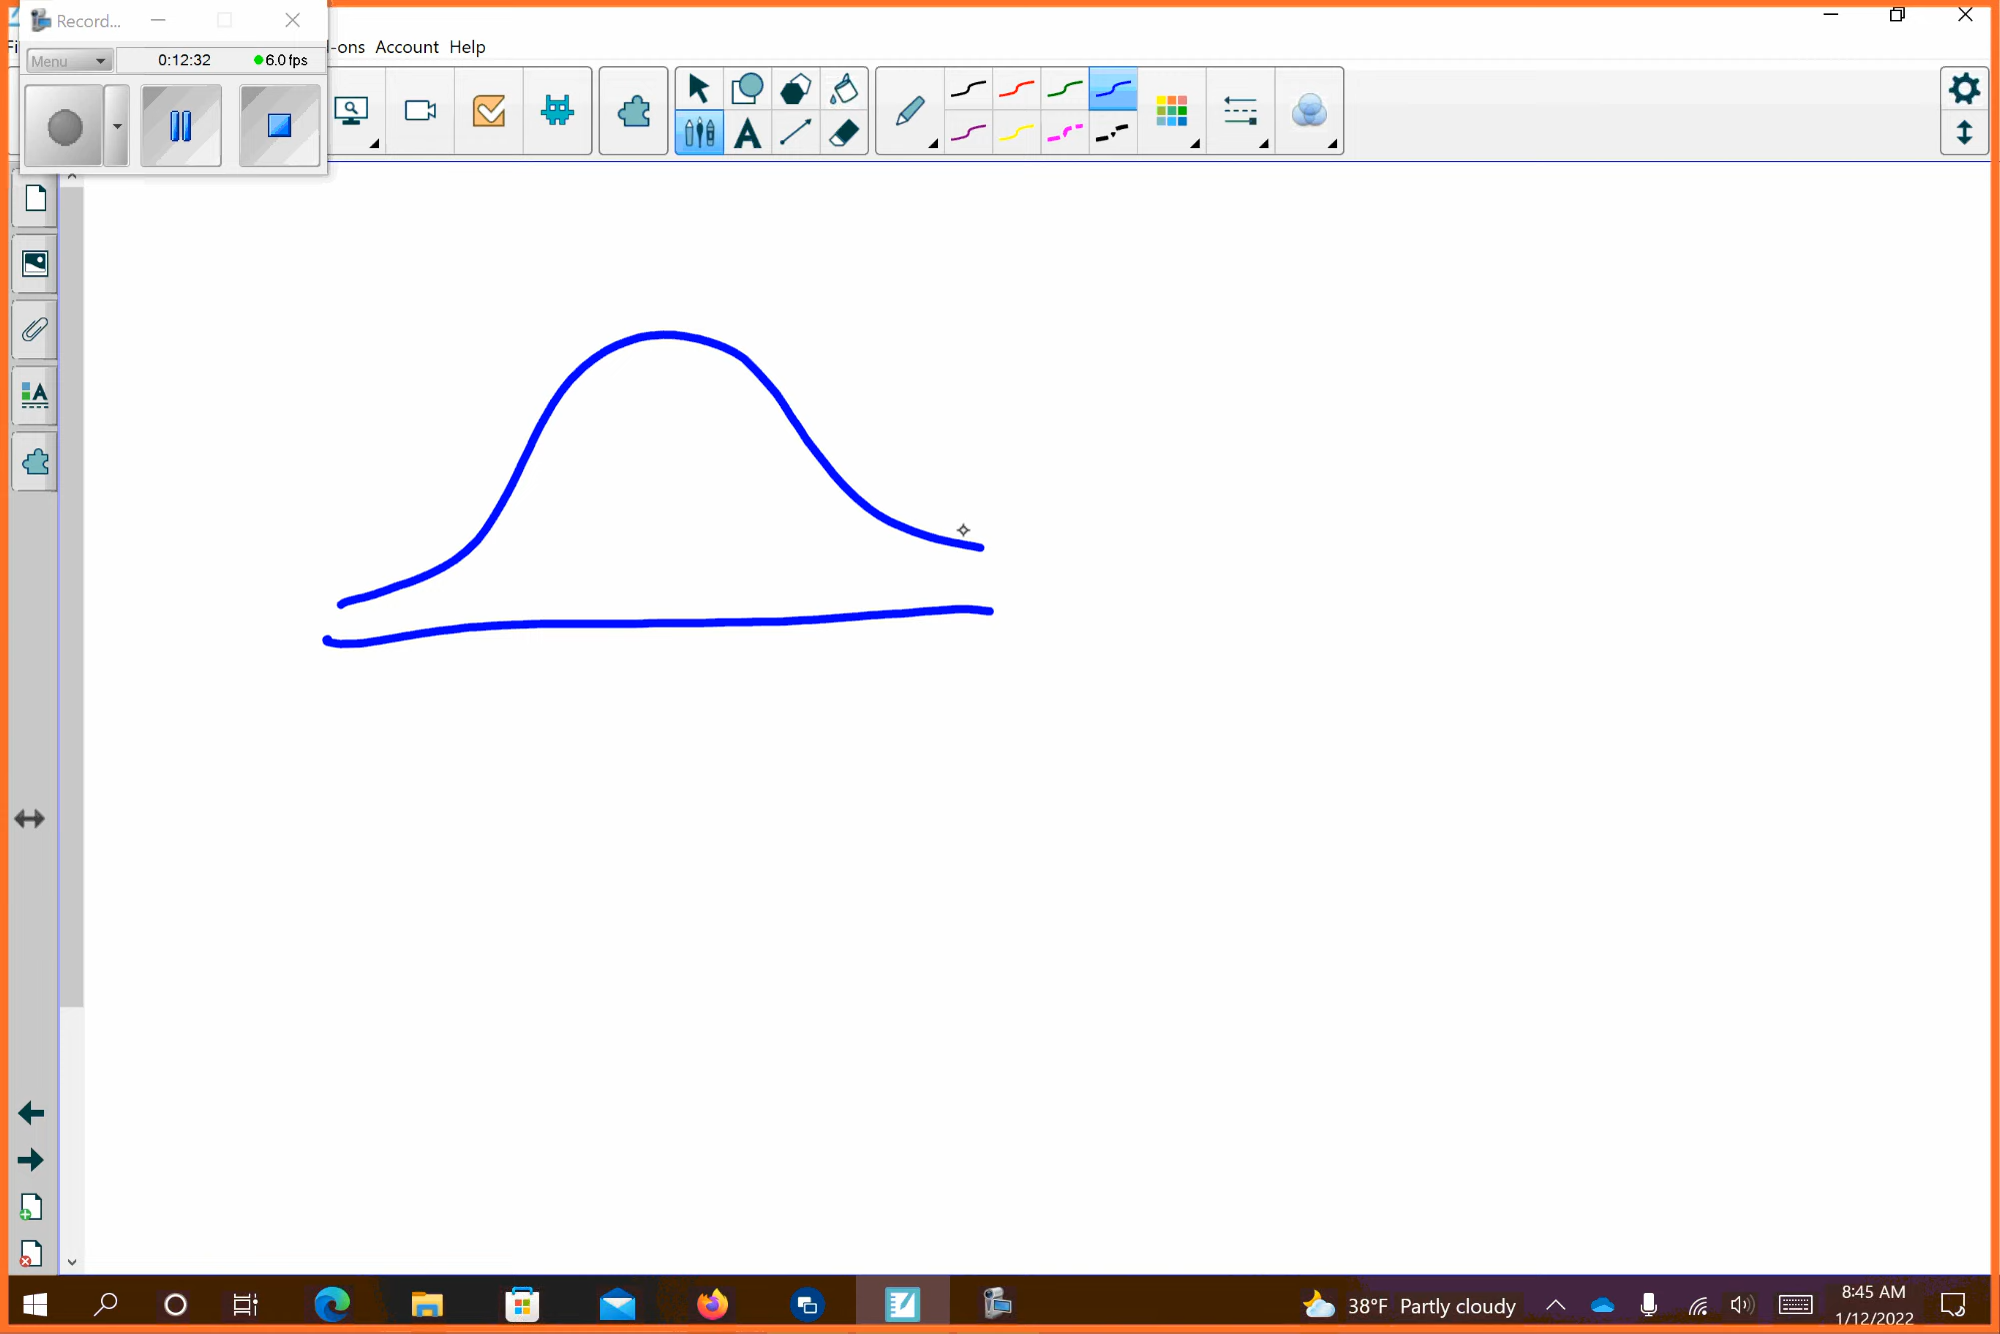 Record...
-ons Account Help
Menu 0:12:32 6.0 fps
A
A
38°F Partly cloudy
8:45 AM
1/12/2022